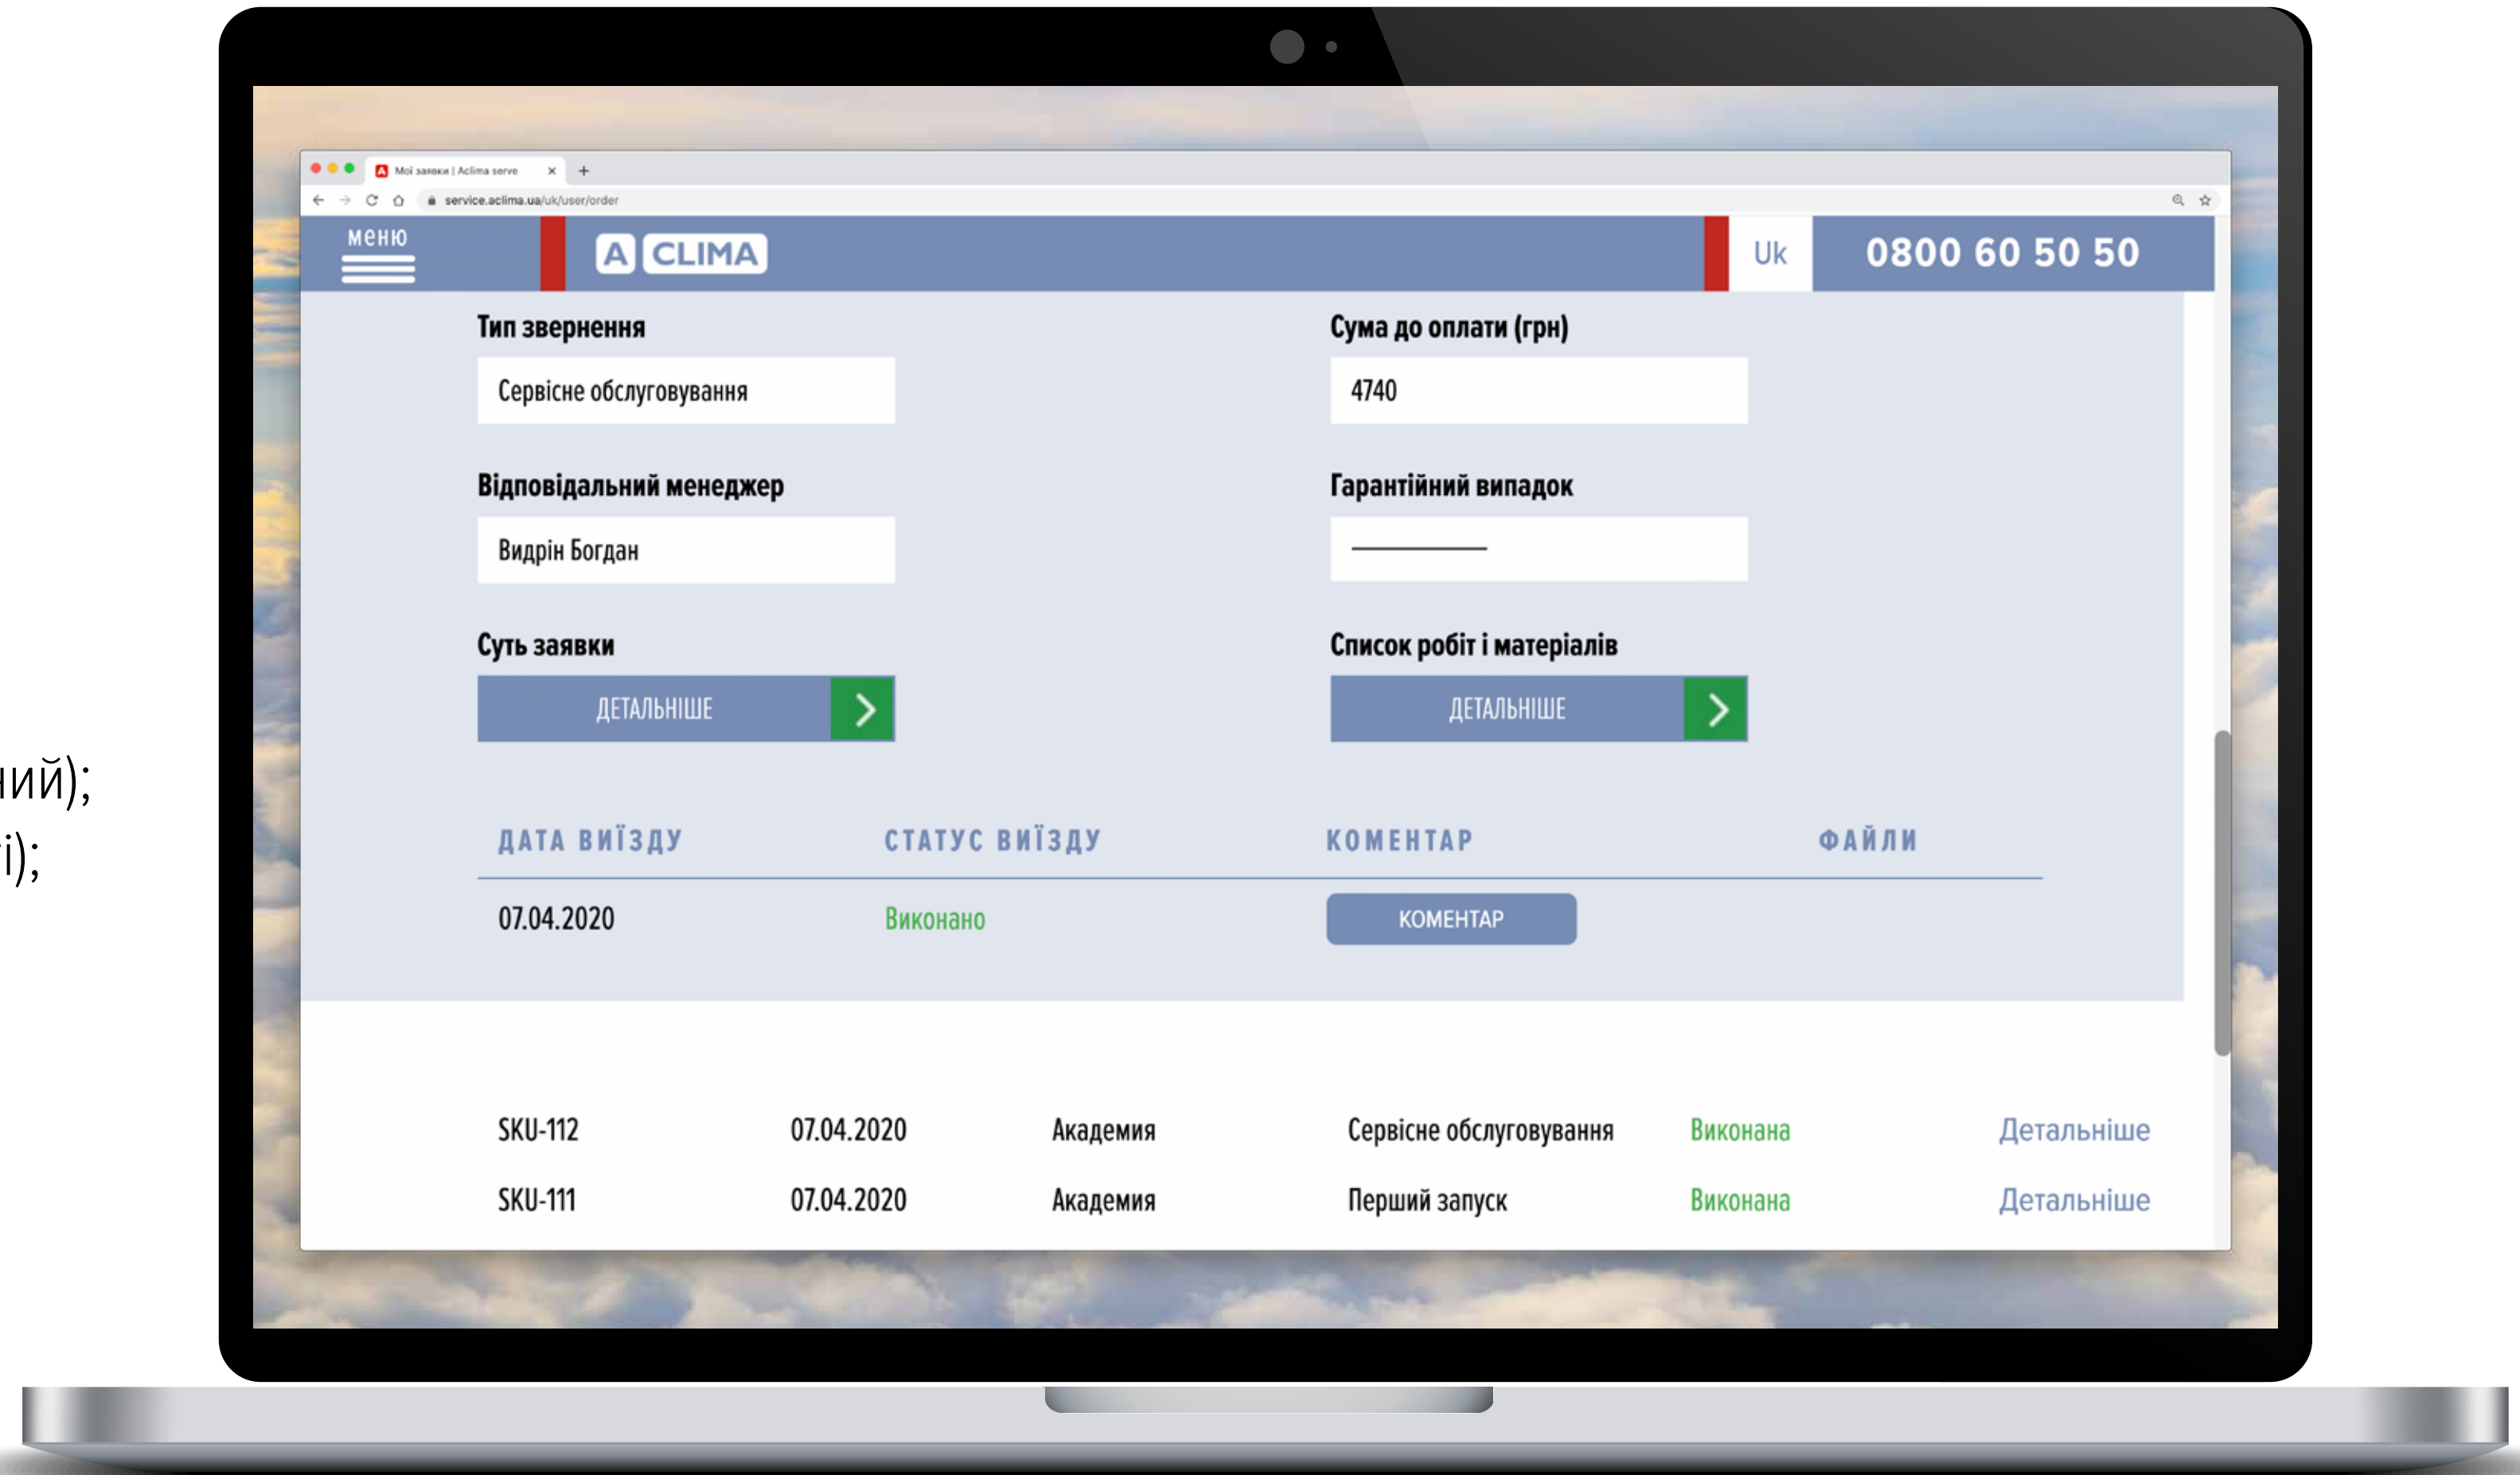 Мої заявки | Aclima serve
service.aclima.ua/uk/user/order
меню
A CLIMA
Uk
0800 60 50 50
Тип звернення
Сума до оплати (грн)
Сервісне обслуговування
4740
Відповідальний менеджер
Гарантійний випадок
Видрін Богдан
Суть заявки
Список робіт і матеріалів
ДЕТАЛЬНІШЕ
ДЕТАЛЬНІШЕ
ДАТА ВИЇЗДУ СТАТУС ВИЇЗДУ КОМЕНТАР ФАЙЛИ
07.04.2020 Виконано КОМЕНТАР
SKU-112 07.04.2020 Академия Сервісне обслуговування Виконана Детальніше
SKU-111 07.04.2020 Академия Перший запуск Виконана Детальніше